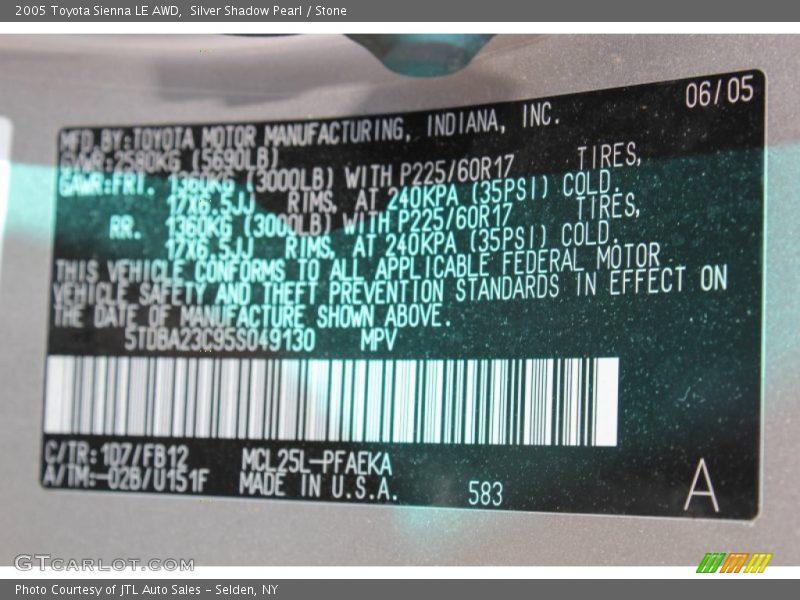 2005 Toyota Sienna LE AWD,  Silver Shadow Pearl / Stone
06/05
MFD.BY:TOYOTA MOTOR MANUFACTURING, INDIANA, INC.
GVWR:2580KG (5690LB)
GAWR:FRT. 1360KG (3000LB) WITH P225/60R17 TIRES,
17X6.5JJ RIMS, AT 240KPA (35PSI) COLD.
RR. 1360KG (3000LB) WITH P225/60R17 TIRES,
17X6.5JJ RIMS, AT 240KPA (35PSI) COLD.
THIS VEHICLE CONFORMS TO ALL APPLICABLE FEDERAL MOTOR
VEHICLE SAFETY AND THEFT PREVENTION STANDARDS IN EFFECT ON
THE DATE OF MANUFACTURE SHOWN ABOVE.
5TDBA23C95S049130 MPV
C/TR:1D7/FB12 MCL25L-PFAEKA
A/TM:-02B/U151F MADE IN U.S.A. 583 A
GTCARLOT.COM
Photo Courtesy of JTL Auto Sales - Selden, NY